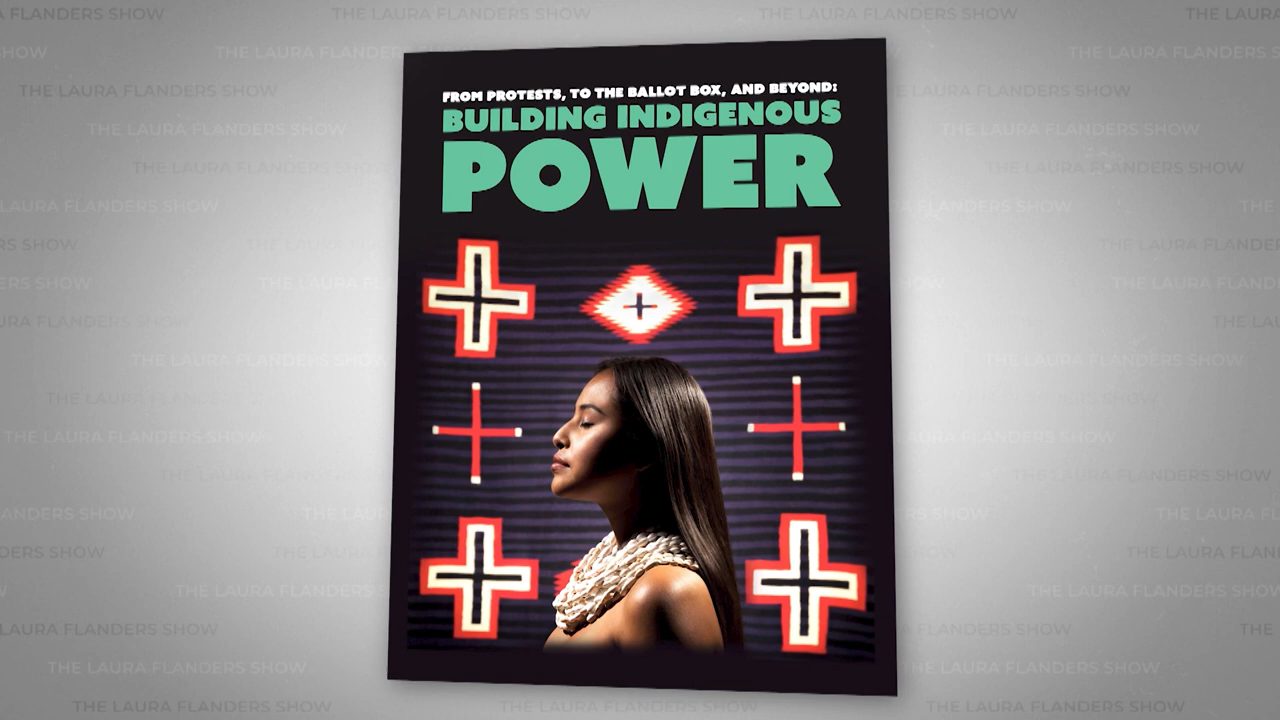 FROM PROTESTS, TO THE BALLOT BOX, AND BEYOND:
BUILDING INDIGENOUS
POWER
THE LAURA FLANDERS SHOW